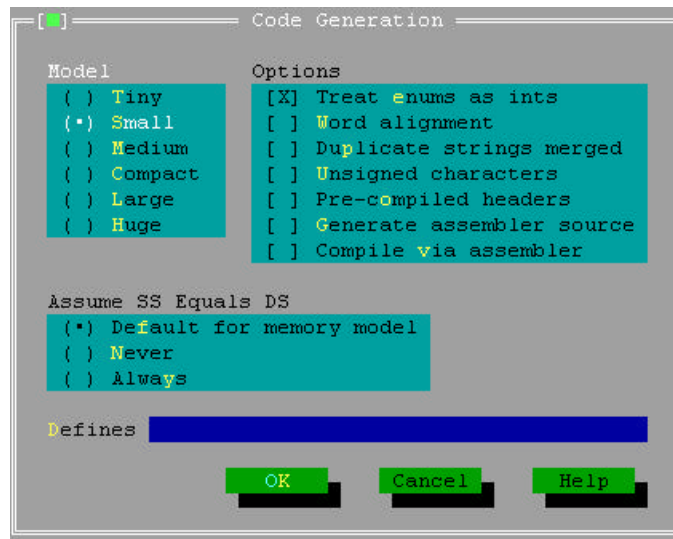 [■] Code Generation
Model
( ) Tiny
(•) Small
( ) Medium
( ) Compact
( ) Large
( ) Huge
Options
[X] Treat enums as ints
[ ] Word alignment
[ ] Duplicate strings merged
[ ] Unsigned characters
[ ] Pre-compiled headers
[ ] Generate assembler source
[ ] Compile via assembler
Assume SS Equals DS
(•) Default for memory model
( ) Never
( ) Always
Defines
OK Cancel Help